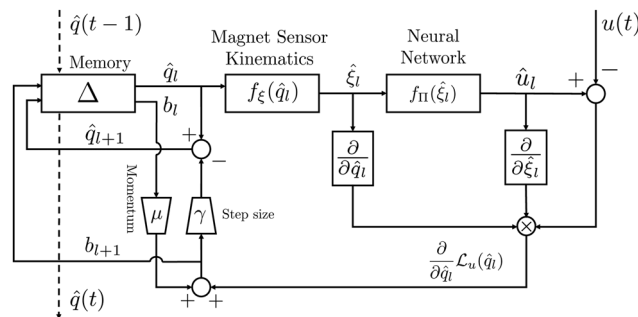 q̂(t−1)
Magnet Sensor
Kinematics
Neural
Network
u(t)
Memory
q̂_l
ξ̂_l
û_l
+
−
Δ
f_ξ(q̂_l)
f_Π(ξ̂_l)
b_l
q̂_{l+1}
+
−
∂/∂q̂_l
∂/∂ξ̂_l
Momentum
μ
γ
Step size
×
b_{l+1}
∂/∂q̂_l ℒ_u(q̂_l)
q̂(t)
+
+